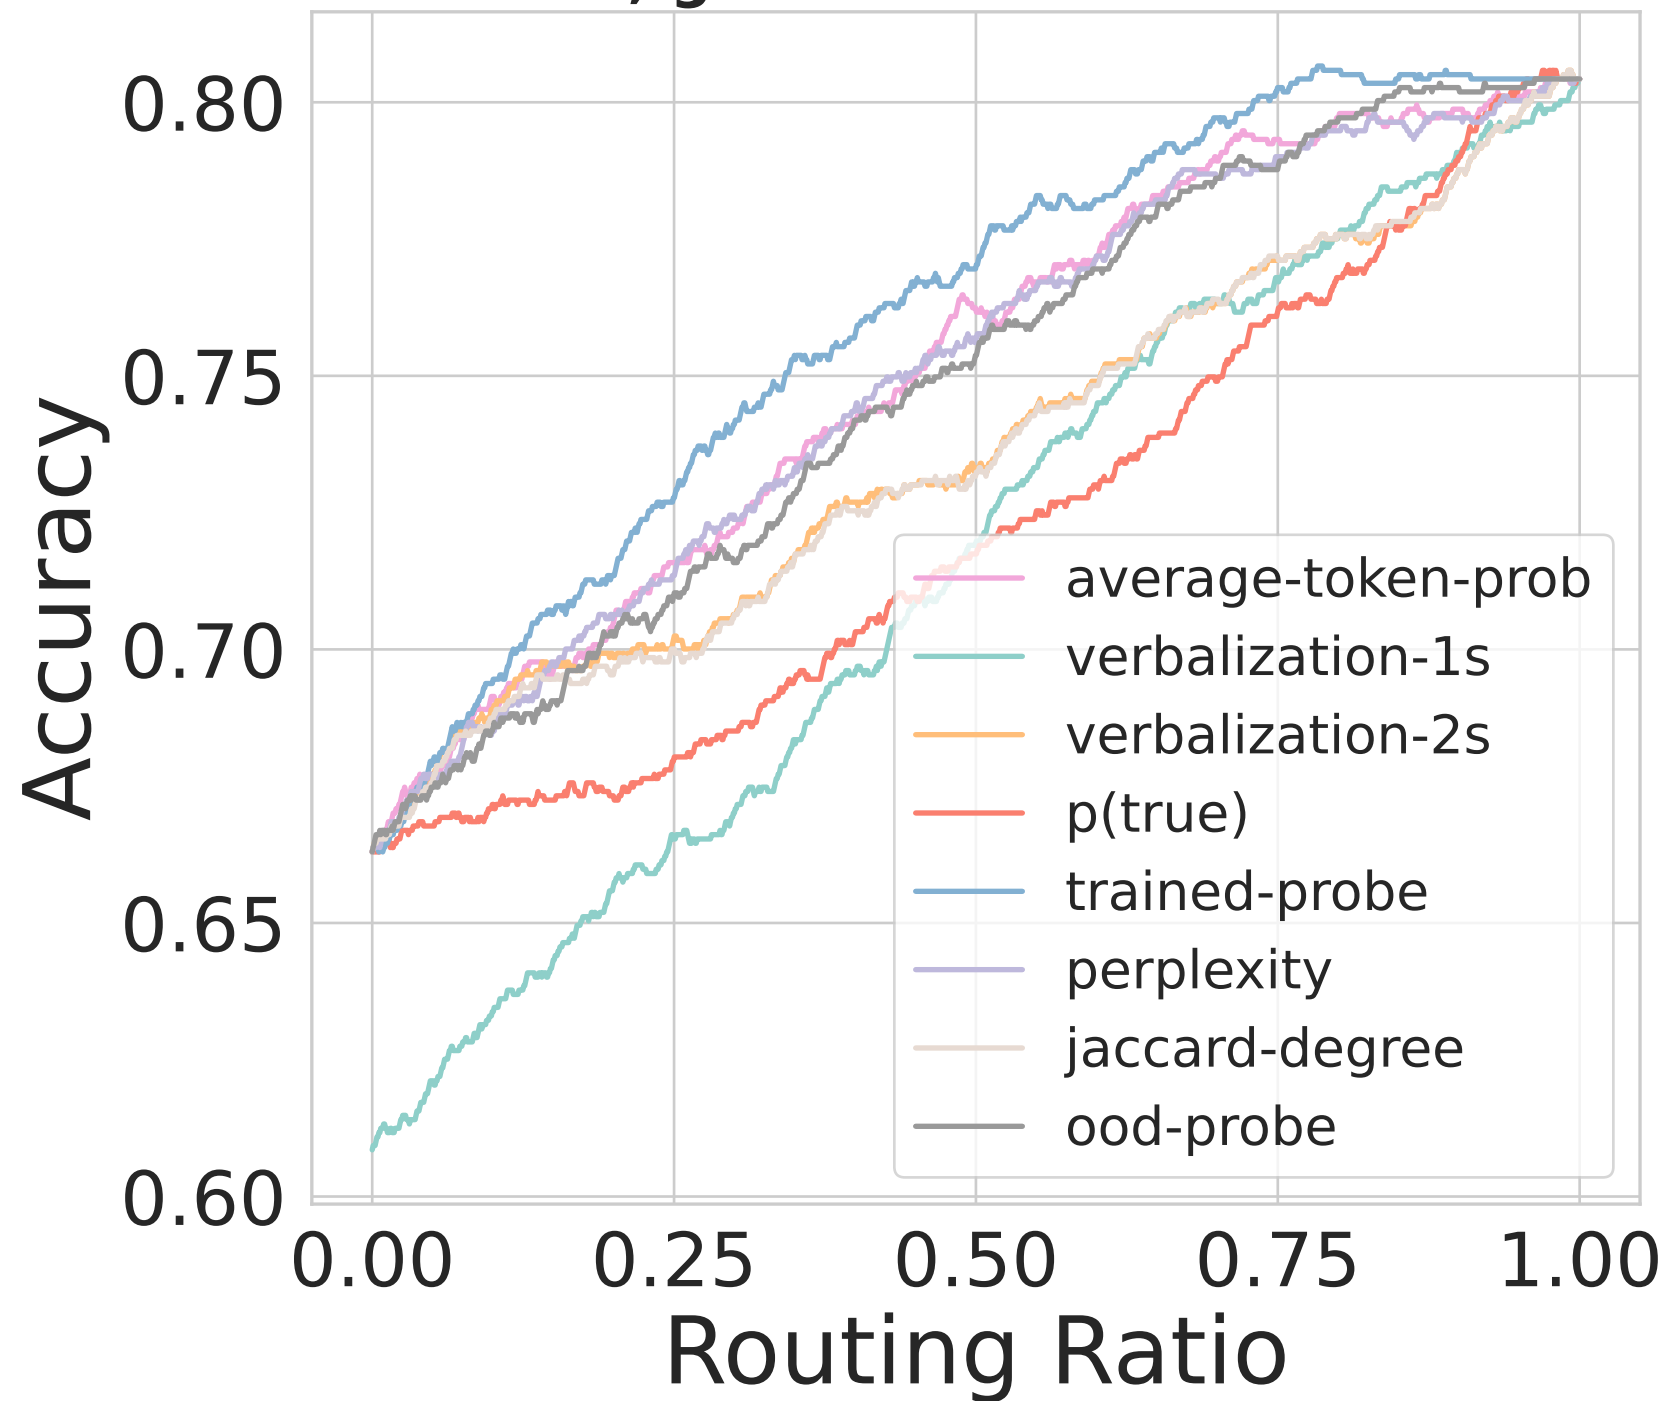 0.80
0.75
0.70
0.65
0.60
Accuracy
average-token-prob
verbalization-1s
verbalization-2s
p(true)
trained-probe
perplexity
jaccard-degree
ood-probe
0.00 0.25 0.50 0.75 1.00
Routing Ratio